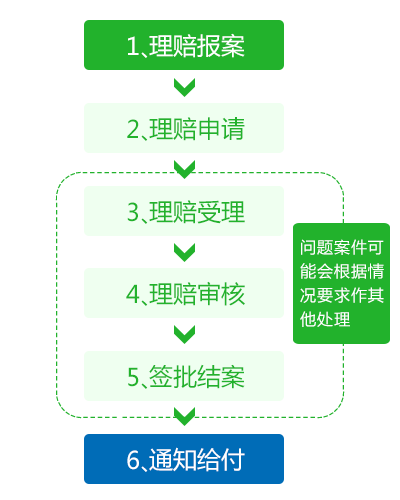 1、理赔报案
2、理赔申请
3、理赔受理
问题案件可
能会根据情
况要求作其
他处理
4、理赔审核
5、签批结案
6、通知给付